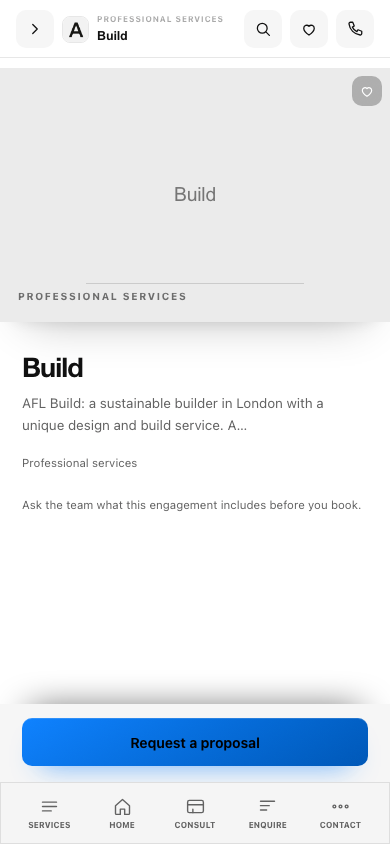 A
PROFESSIONAL SERVICES
Build
Build
PROFESSIONAL SERVICES
Build
AFL Build: a sustainable builder in London with a
unique design and build service. A...
Professional services
Ask the team what this engagement includes before you book.
Request a proposal
SERVICES
HOME
CONSULT
ENQUIRE
CONTACT